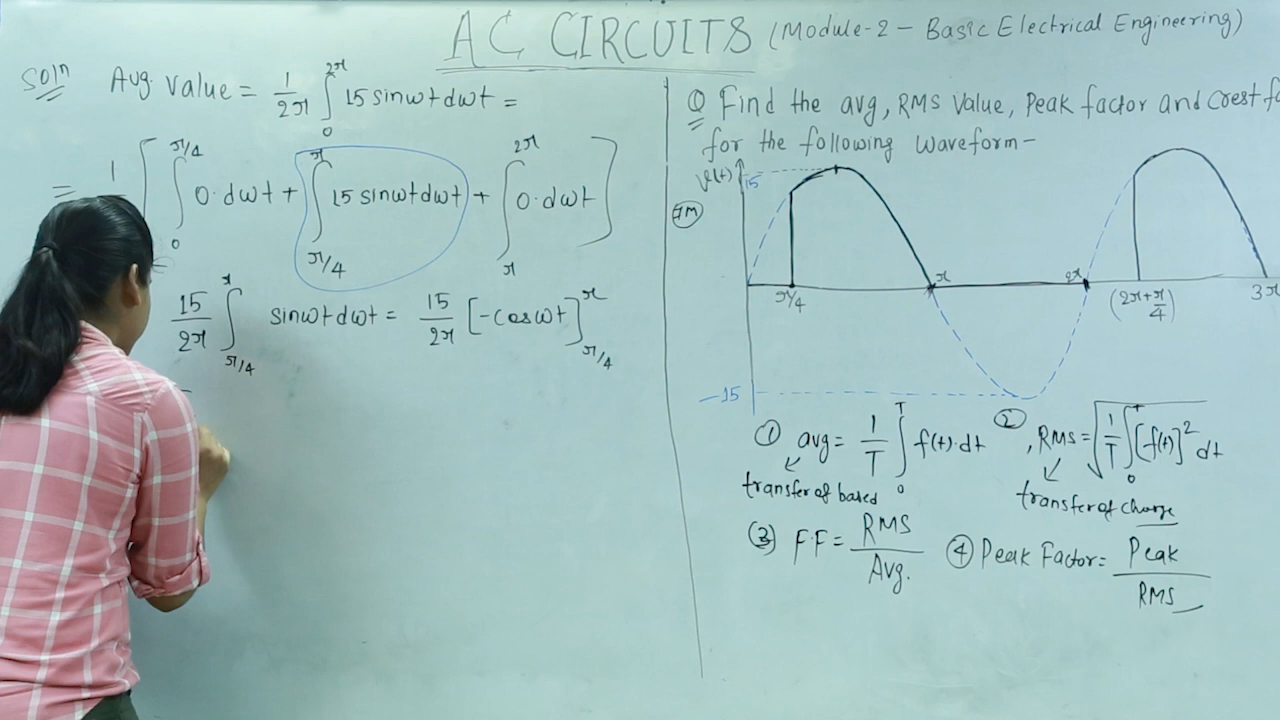 AC CIRCUITS (Module-2 – Basic Electrical Engineering)
Soln Avg. Value = 1/2π ∫₀^2π 15 sinωt dωt =
= 1 [ ∫₀^π/4 0·dωt + ∫_π/4^π 15 sinωt dωt + ∫_π^2π 0·dωt ]
15/2π ∫_π/4^π sinωt dωt = 15/2π [-cosωt]_π/4^π
Q Find the avg, RMS Value, Peak factor and Crest fa
for the following waveform -
V(t)
15
7M
π/4
π
2π
(2π+π/4)
3π
-15
① avg = 1/T ∫₀^T f(t)·dt
transfer of based
② , RMS = √(1/T ∫₀^T [f(t)]² dt
transfer of charge
③ F.F = RMS/Avg.
④ Peak Factor = Peak/RMS